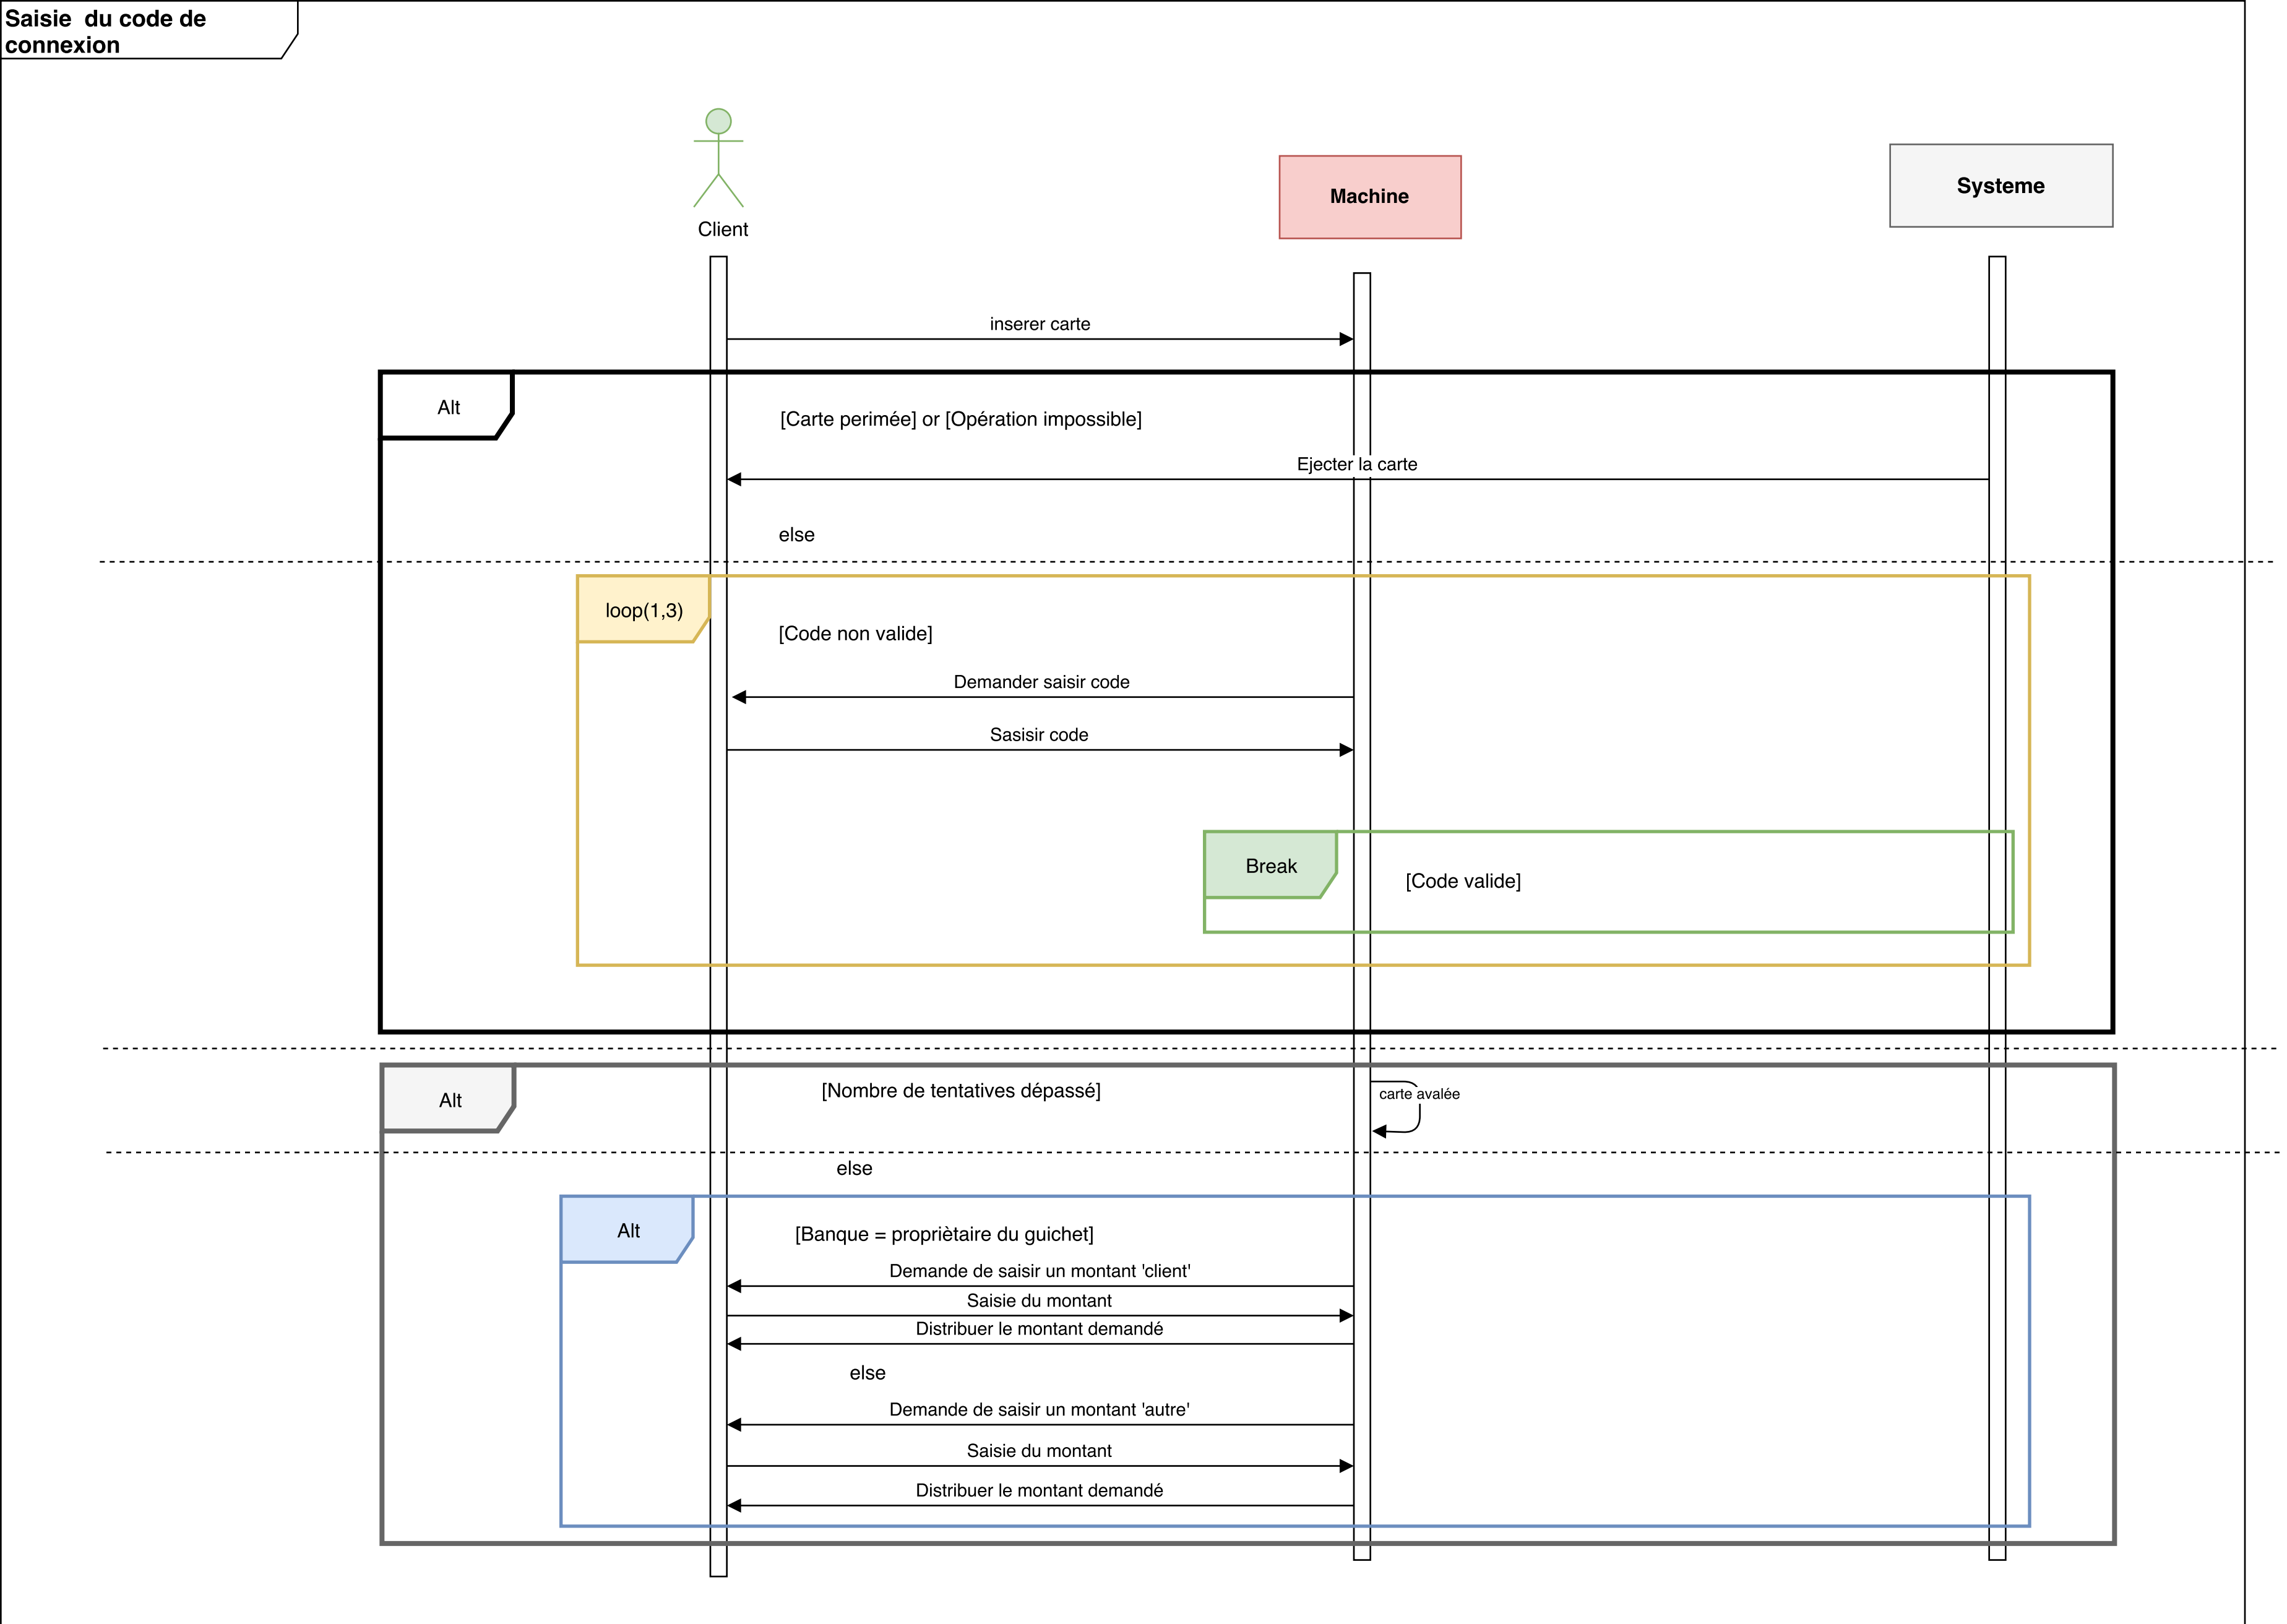 Saisie  du code de
connexion
Client
Machine
Systeme
inserer carte
Alt
[Carte perimée] or [Opération impossible]
Ejecter la carte
else
loop(1,3)
[Code non valide]
Demander saisir code
Sasisir code
Break
[Code valide]
Alt
[Nombre de tentatives dépassé]
carte avalée
else
Alt
[Banque = propriètaire du guichet]
Demande de saisir un montant 'client'
Saisie du montant
Distribuer le montant demandé
else
Demande de saisir un montant 'autre'
Saisie du montant
Distribuer le montant demandé